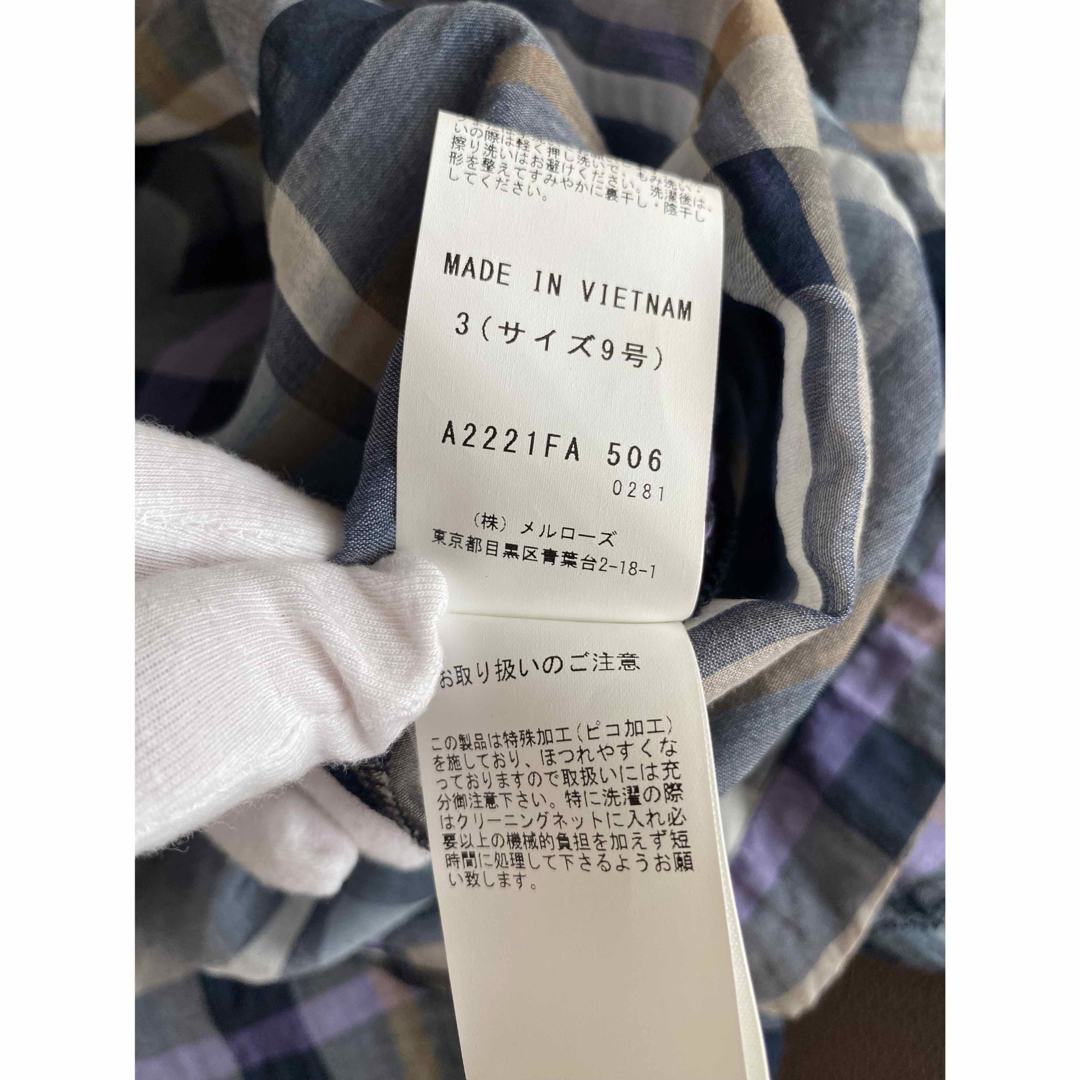 いの際は軽く押し洗いで、もみ洗い・
擦り洗いはお避けください。洗濯後は、
形を整えてすみやかに裏干し・陰干し
してください。
MADE IN VIETNAM
3(サイズ9号)
A2221FA 506
0281
(株) メルローズ
東京都目黒区青葉台2-18-1
お取り扱いのご注意
この製品は特殊加工(ピコ加工)
を施しており、ほつれやすくな
っておりますので取扱いには充
分御注意下さい。特に洗濯の際
はクリーニングネットに入れ必
要以上の機械的負担を加えず短
時間に処理して下さるようお願
い致します。